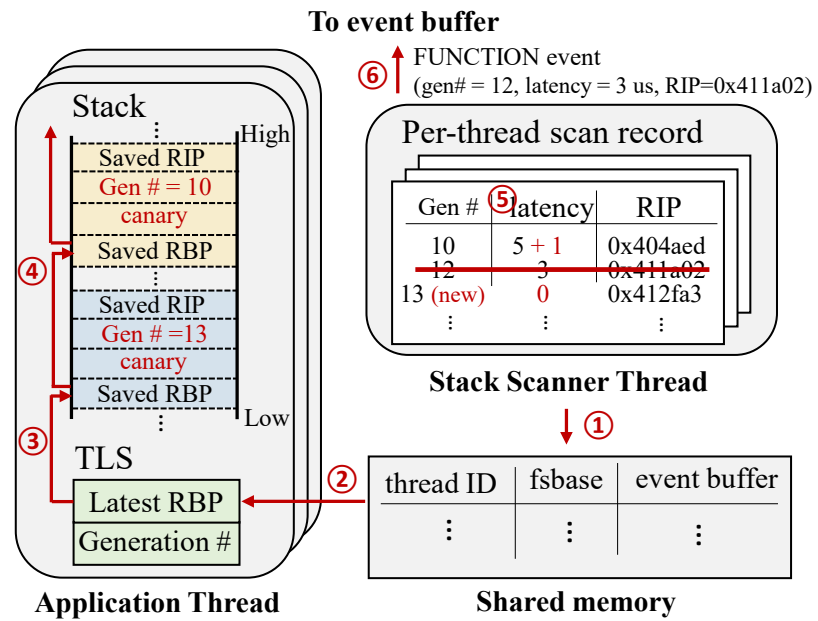 To event buffer
⑥
FUNCTION event
(gen# = 12, latency = 3 us, RIP=0x411a02)
Stack
⋮
High
Saved RIP
Gen # = 10
canary
Saved RBP
④
⋮
Saved RIP
Gen # =13
canary
Saved RBP
⋮
Low
③
TLS
Latest RBP
Generation #
Application Thread
Per-thread scan record
⑤
Gen # latency RIP
10 5 + 1 0x404aed
12 3 0x411a02
13 (new) 0 0x412fa3
⋮ ⋮ ⋮
Stack Scanner Thread
①
②
thread ID fsbase event buffer
⋮ ⋮ ⋮
Shared memory